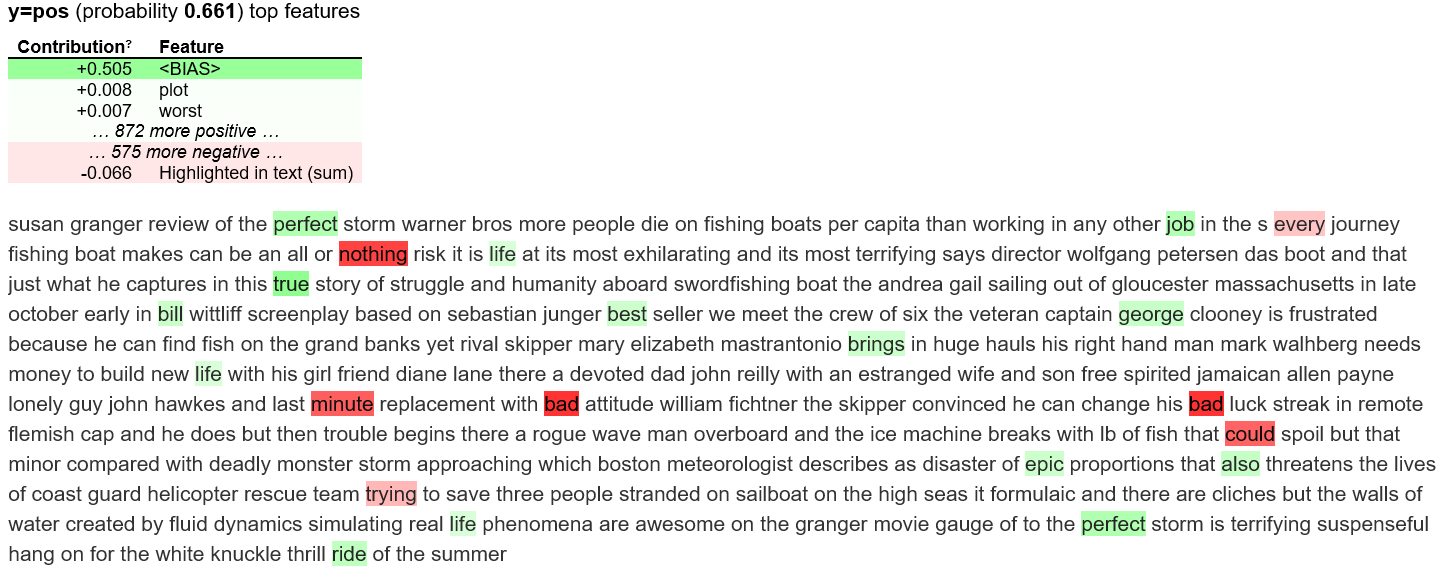 y=pos (probability 0.661) top features
Contribution? Feature
+0.505 <BIAS>
+0.008 plot
+0.007 worst
… 872 more positive …
… 575 more negative …
-0.066 Highlighted in text (sum)
susan granger review of the perfect storm warner bros more people die on fishing boats per capita than working in any other job in the s every journey
fishing boat makes can be an all or nothing risk it is life at its most exhilarating and its most terrifying says director wolfgang petersen das boot and that
just what he captures in this true story of struggle and humanity aboard swordfishing boat the andrea gail sailing out of gloucester massachusetts in late
october early in bill wittliff screenplay based on sebastian junger best seller we meet the crew of six the veteran captain george clooney is frustrated
because he can find fish on the grand banks yet rival skipper mary elizabeth mastrantonio brings in huge hauls his right hand man mark walhberg needs
money to build new life with his girl friend diane lane there a devoted dad john reilly with an estranged wife and son free spirited jamaican allen payne
lonely guy john hawkes and last minute replacement with bad attitude william fichtner the skipper convinced he can change his bad luck streak in remote
flemish cap and he does but then trouble begins there a rogue wave man overboard and the ice machine breaks with lb of fish that could spoil but that
minor compared with deadly monster storm approaching which boston meteorologist describes as disaster of epic proportions that also threatens the lives
of coast guard helicopter rescue team trying to save three people stranded on sailboat on the high seas it formulaic and there are cliches but the walls of
water created by fluid dynamics simulating real life phenomena are awesome on the granger movie gauge of to the perfect storm is terrifying suspenseful
hang on for the white knuckle thrill ride of the summer